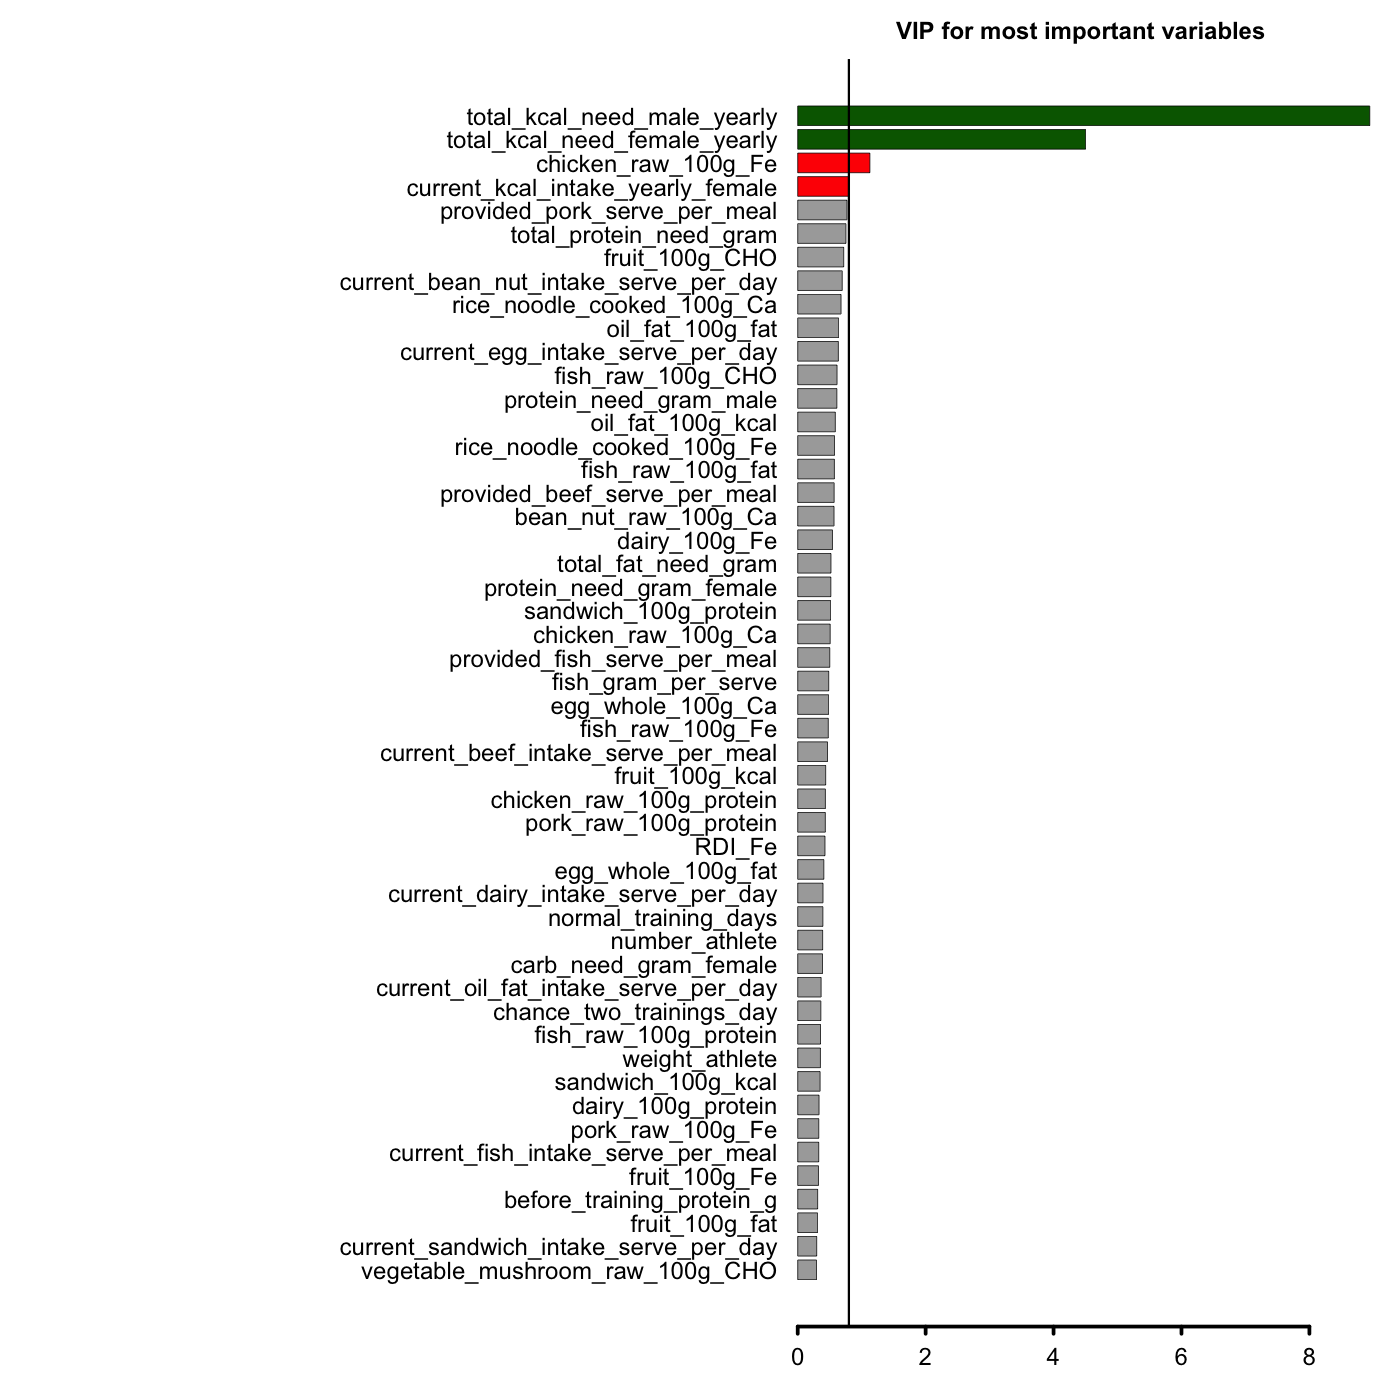 VIP for most important variables
total_kcal_need_male_yearly
total_kcal_need_female_yearly
chicken_raw_100g_Fe
current_kcal_intake_yearly_female
provided_pork_serve_per_meal
total_protein_need_gram
fruit_100g_CHO
current_bean_nut_intake_serve_per_day
rice_noodle_cooked_100g_Ca
oil_fat_100g_fat
current_egg_intake_serve_per_day
fish_raw_100g_CHO
protein_need_gram_male
oil_fat_100g_kcal
rice_noodle_cooked_100g_Fe
fish_raw_100g_fat
provided_beef_serve_per_meal
bean_nut_raw_100g_Ca
dairy_100g_Fe
total_fat_need_gram
protein_need_gram_female
sandwich_100g_protein
chicken_raw_100g_Ca
provided_fish_serve_per_meal
fish_gram_per_serve
egg_whole_100g_Ca
fish_raw_100g_Fe
current_beef_intake_serve_per_meal
fruit_100g_kcal
chicken_raw_100g_protein
pork_raw_100g_protein
RDI_Fe
egg_whole_100g_fat
current_dairy_intake_serve_per_day
normal_training_days
number_athlete
carb_need_gram_female
current_oil_fat_intake_serve_per_day
chance_two_trainings_day
fish_raw_100g_protein
weight_athlete
sandwich_100g_kcal
dairy_100g_protein
pork_raw_100g_Fe
current_fish_intake_serve_per_meal
fruit_100g_Fe
before_training_protein_g
fruit_100g_fat
current_sandwich_intake_serve_per_day
vegetable_mushroom_raw_100g_CHO
0 2 4 6 8